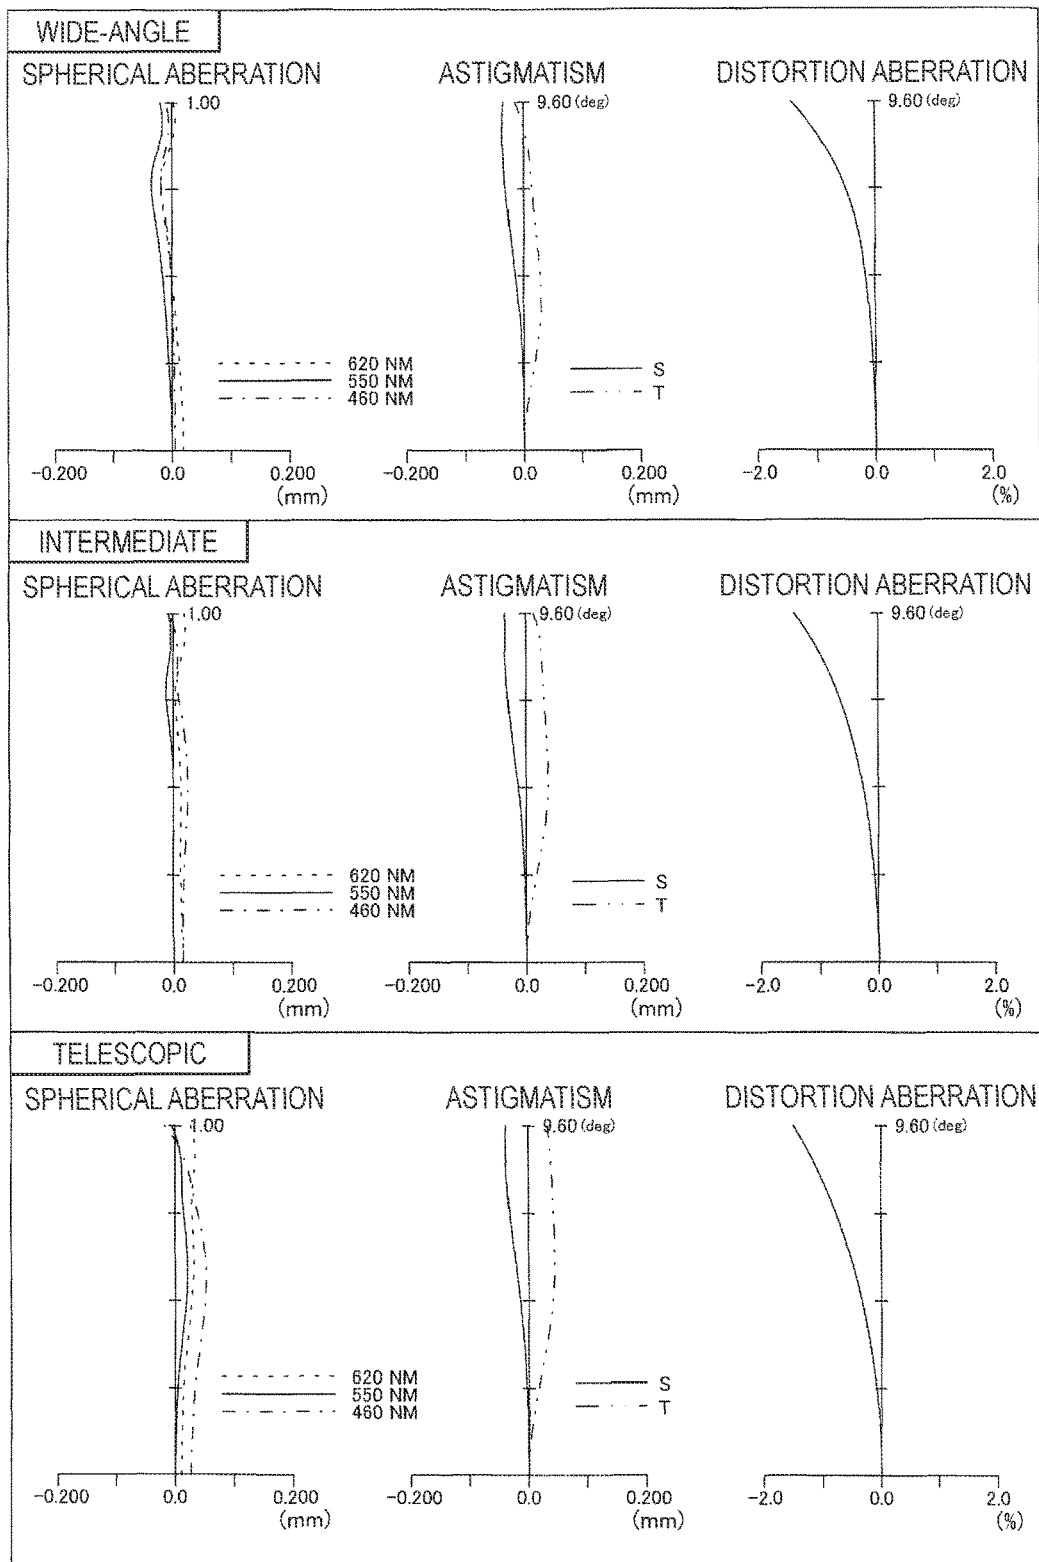 WIDE-ANGLE
SPHERICAL ABERRATION ASTIGMATISM DISTORTION ABERRATION
1.00 9.60 (deg) 9.60 (deg)
620 NM
550 NM S
460 NM T
-0.200 0.0 0.200 -0.200 0.0 0.200 -2.0 0.0 2.0
(mm) (mm) (%)
INTERMEDIATE
SPHERICAL ABERRATION ASTIGMATISM DISTORTION ABERRATION
1.00 9.60 (deg) 9.60 (deg)
620 NM
550 NM S
460 NM T
-0.200 0.0 0.200 -0.200 0.0 0.200 -2.0 0.0 2.0
(mm) (mm) (%)
TELESCOPIC
SPHERICAL ABERRATION ASTIGMATISM DISTORTION ABERRATION
1.00 9.60 (deg) 9.60 (deg)
620 NM
550 NM S
460 NM T
-0.200 0.0 0.200 -0.200 0.0 0.200 -2.0 0.0 2.0
(mm) (mm) (%)